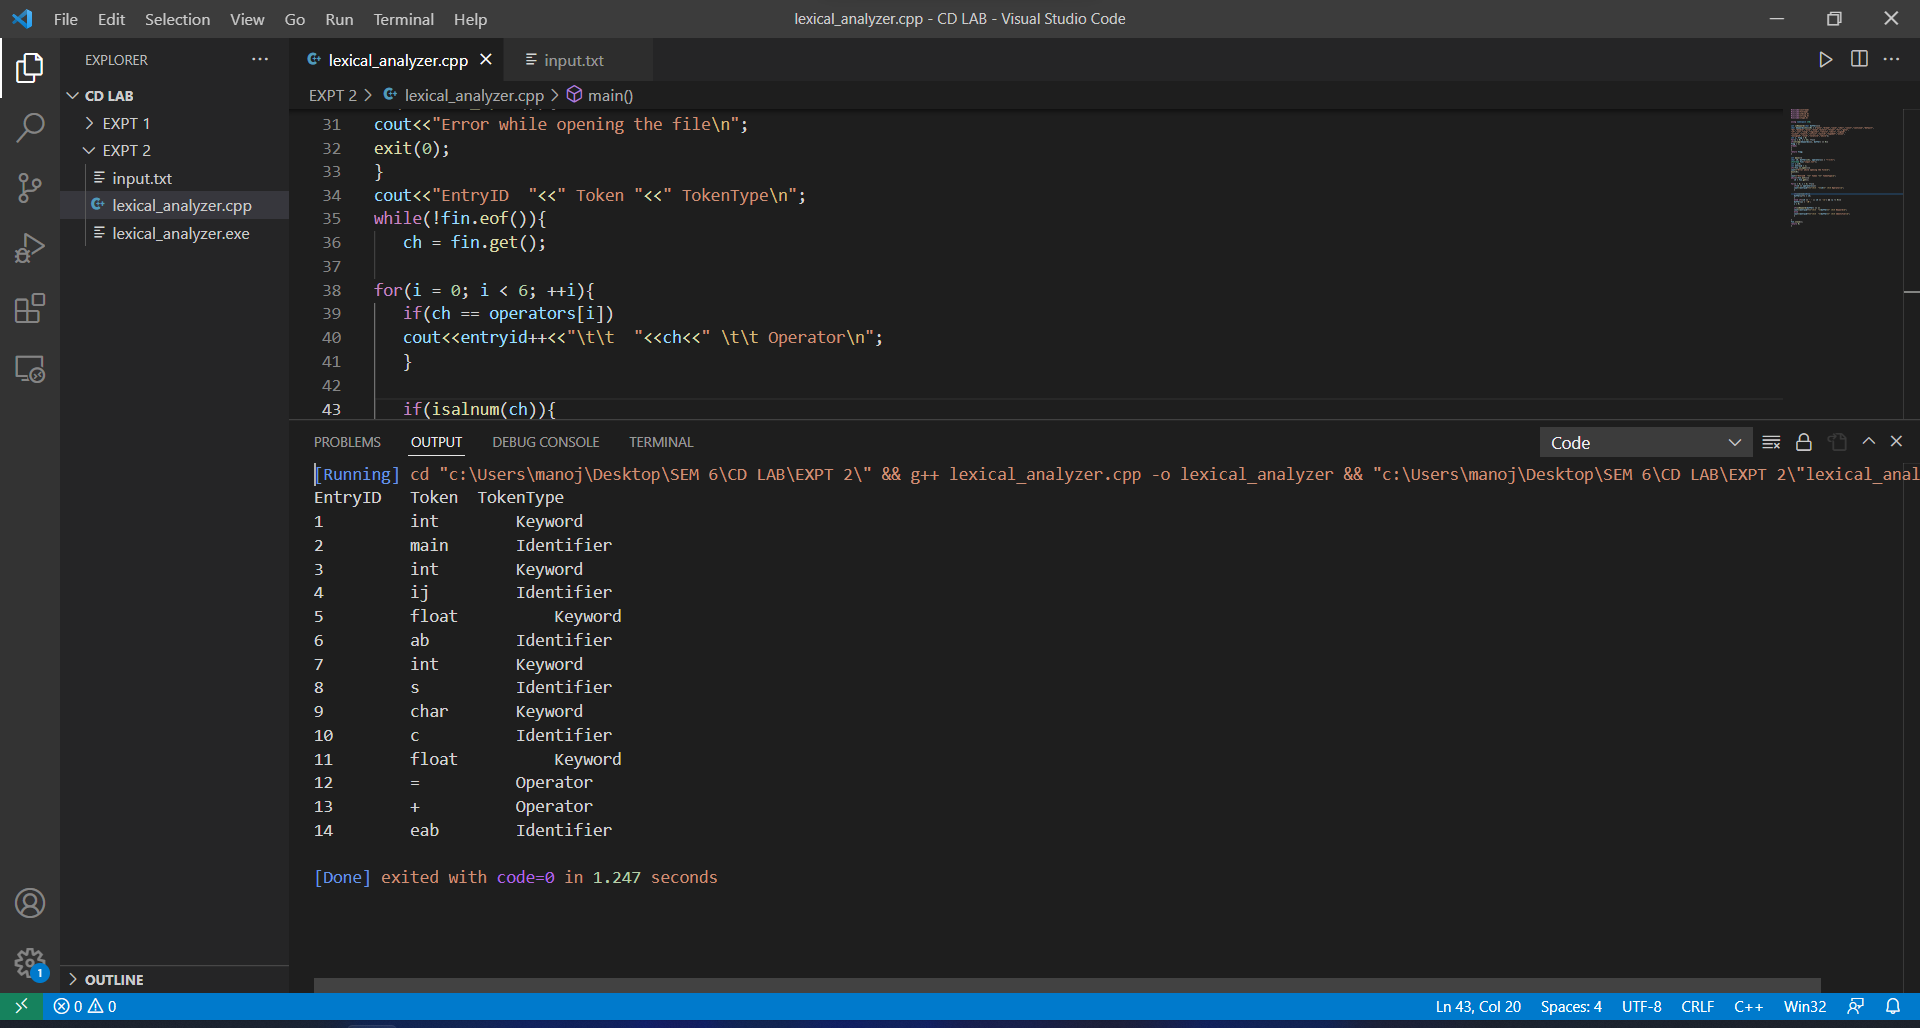 File Edit Selection View Go Run Terminal Help
lexical_analyzer.cpp - CD LAB - Visual Studio Code
EXPLORER
CD LAB
EXPT 1
EXPT 2
input.txt
lexical_analyzer.cpp
lexical_analyzer.exe
OUTLINE
lexical_analyzer.cpp input.txt
EXPT 2 > lexical_analyzer.cpp > main()
31 cout<<"Error while opening the file\n";
32 exit(0);
33 }
34 cout<<"EntryID  "<<" Token "<<" TokenType\n";
35 while(!fin.eof()){
36 ch = fin.get();
37
38 for(i = 0; i < 6; ++i){
39 if(ch == operators[i])
40 cout<<entryid++<<"\t\t  "<<ch<<" \t\t Operator\n";
41 }
42
43 if(isalnum(ch)){
PROBLEMS OUTPUT DEBUG CONSOLE TERMINAL
Code
[Running] cd "c:\Users\manoj\Desktop\SEM 6\CD LAB\EXPT 2\" && g++ lexical_analyzer.cpp -o lexical_analyzer && "c:\Users\manoj\Desktop\SEM 6\CD LAB\EXPT 2\"lexical_anal
EntryID Token TokenType
1 int Keyword
2 main Identifier
3 int Keyword
4 ij Identifier
5 float Keyword
6 ab Identifier
7 int Keyword
8 s Identifier
9 char Keyword
10 c Identifier
11 float Keyword
12 = Operator
13 + Operator
14 eab Identifier
[Done] exited with code=0 in 1.247 seconds
1
0 0
Ln 43, Col 20 Spaces: 4 UTF-8 CRLF C++ Win32